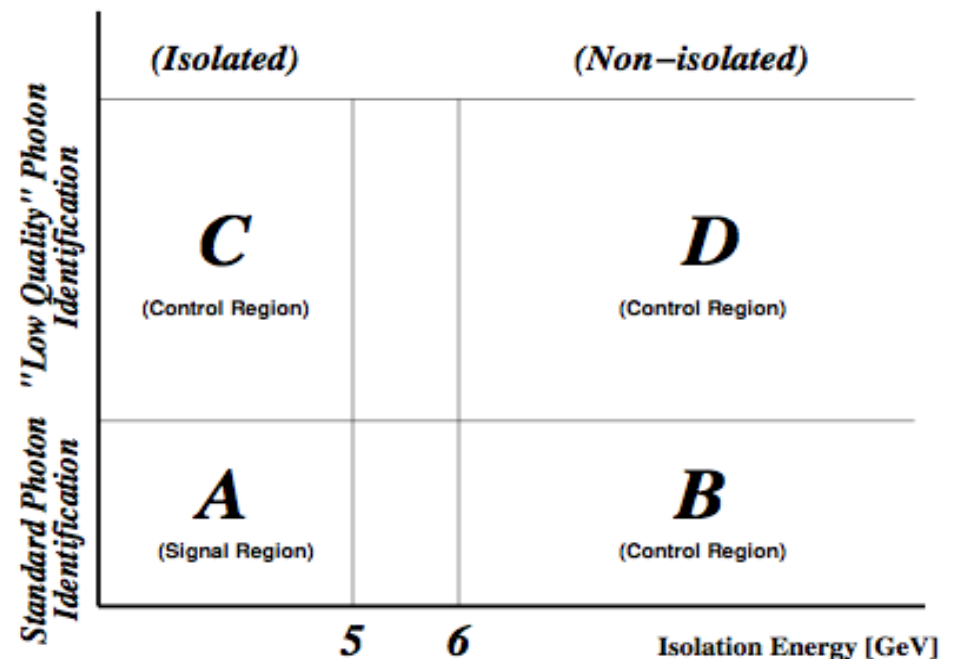 (Isolated)
(Non−isolated)
"Low Quality" Photon
Identification
C
(Control Region)
D
(Control Region)
Standard Photon
Identification
A
(Signal Region)
B
(Control Region)
5
6
Isolation Energy [GeV]